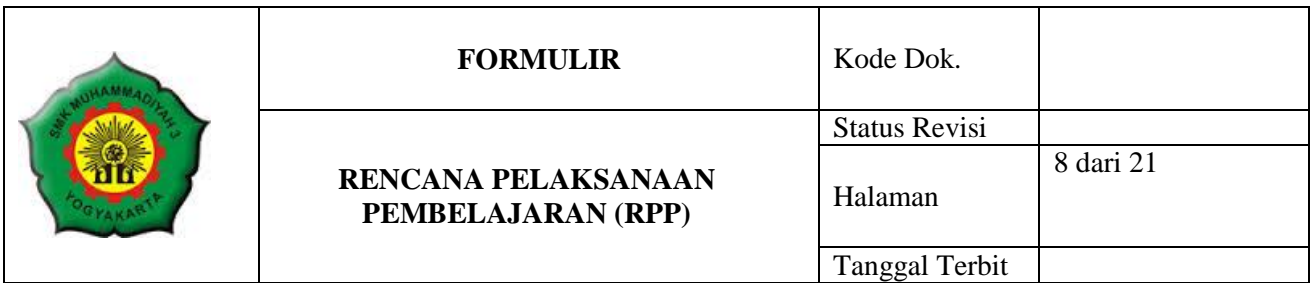 SMK MUHAMMADIYAH 3
YOGYAKARTA
FORMULIR
Kode Dok.
RENCANA PELAKSANAAN
PEMBELAJARAN (RPP)
Status Revisi
Halaman
8 dari 21
Tanggal Terbit